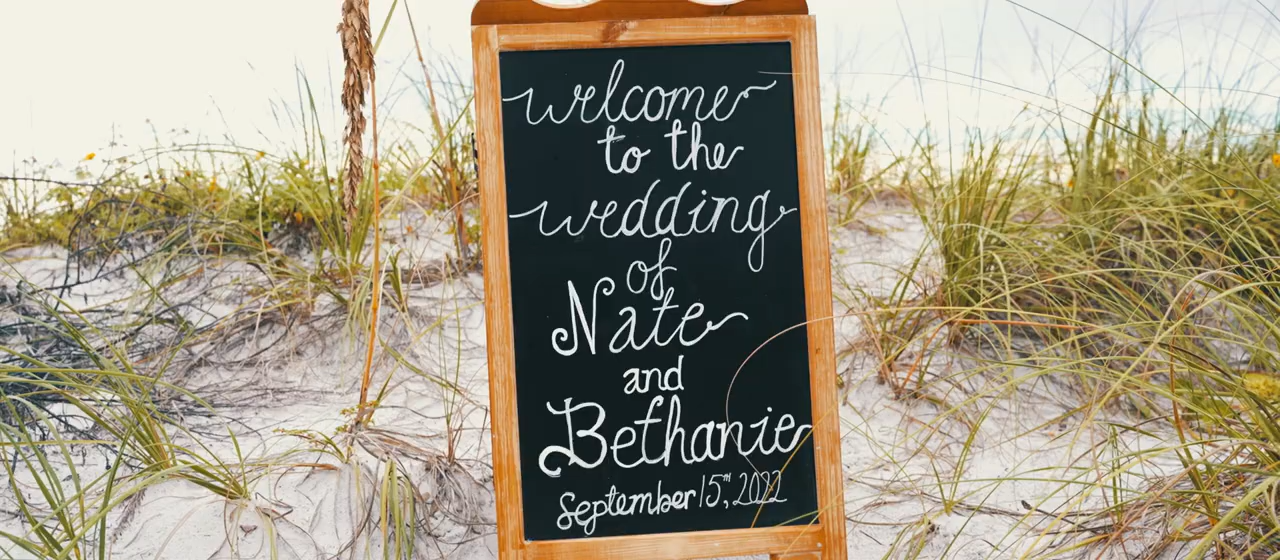 welcome
to the
wedding
of
Nate
and
Bethanie
September 15th, 2022